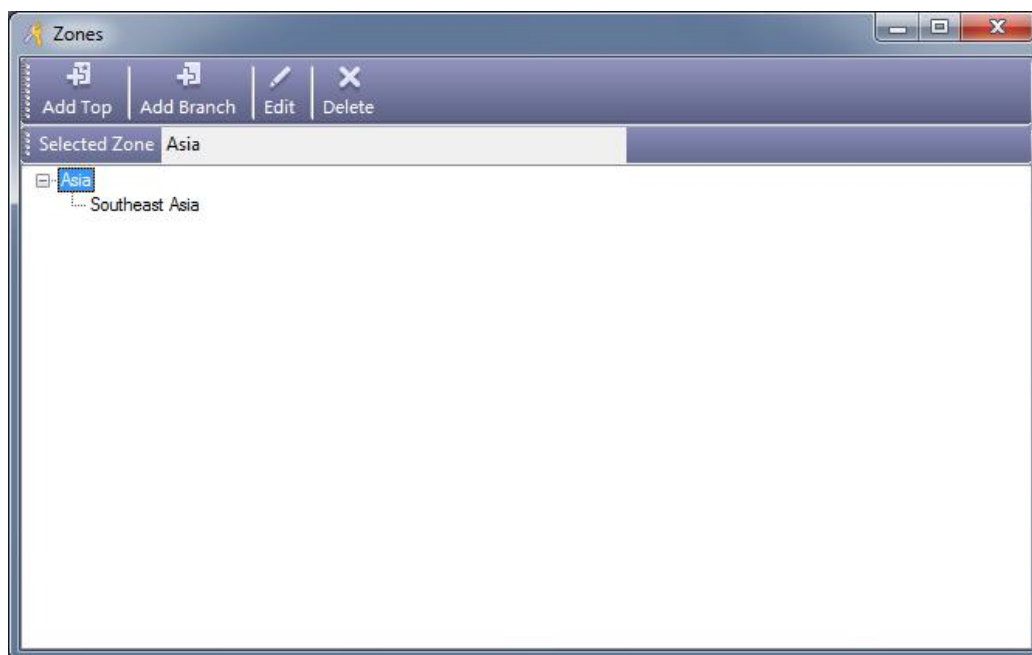 Zones
Add Top Add Branch Edit Delete
Selected Zone Asia
Asia
Southeast Asia